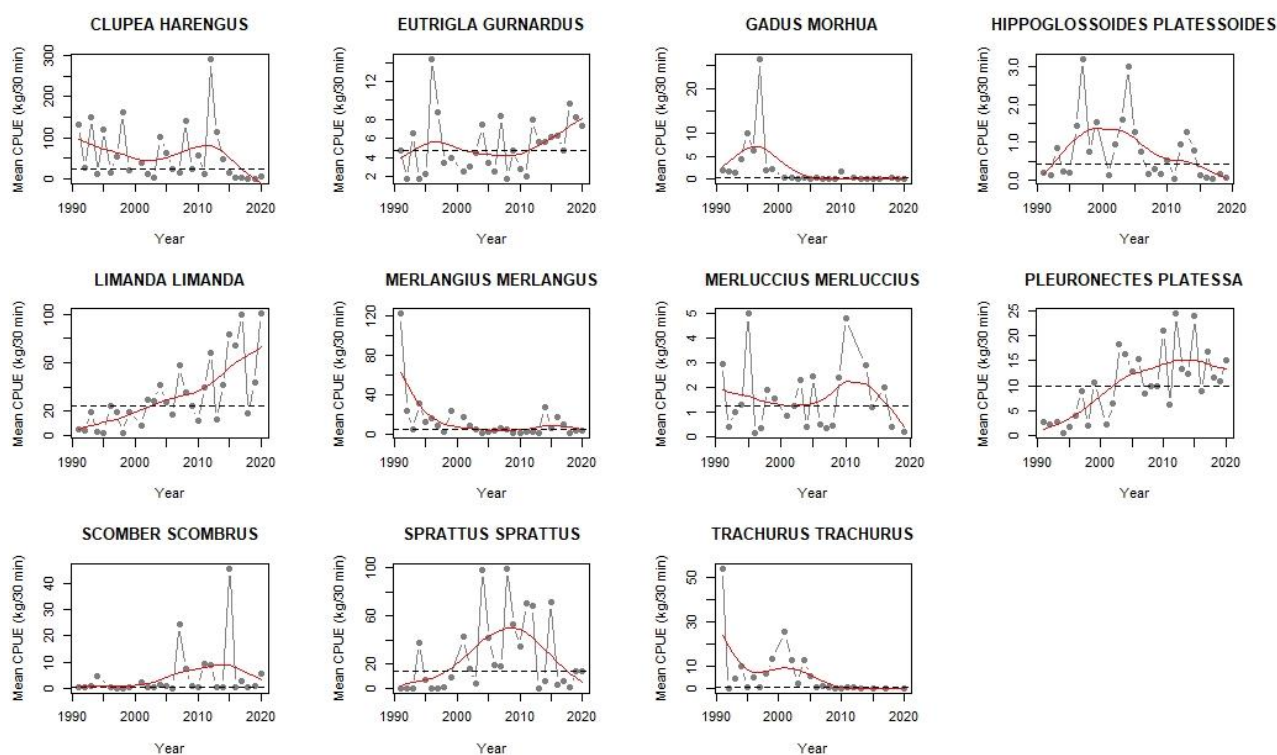 CLUPEA HARENGUS
Mean CPUE (kg/30 min)
0 100 200 300
1990 2000 2010 2020
Year
EUTRIGLA GURNARDUS
Mean CPUE (kg/30 min)
2 4 6 8 12
1990 2000 2010 2020
Year
GADUS MORHUA
Mean CPUE (kg/30 min)
0 5 10 20
1990 2000 2010 2020
Year
HIPPOGLOSSOIDES PLATESSOIDES
Mean CPUE (kg/30 min)
0.0 1.0 2.0 3.0
1990 2000 2010 2020
Year
LIMANDA LIMANDA
Mean CPUE (kg/30 min)
0 20 60 100
1990 2000 2010 2020
Year
MERLANGIUS MERLANGUS
Mean CPUE (kg/30 min)
0 40 80 120
1990 2000 2010 2020
Year
MERLUCCIUS MERLUCCIUS
Mean CPUE (kg/30 min)
0 1 2 3 4 5
1990 2000 2010 2020
Year
PLEURONECTES PLATESSA
Mean CPUE (kg/30 min)
0 5 10 15 20 25
1990 2000 2010 2020
Year
SCOMBER SCOMBRUS
Mean CPUE (kg/30 min)
0 10 20 30 40
1990 2000 2010 2020
Year
SPRATTUS SPRATTUS
Mean CPUE (kg/30 min)
0 20 60 100
1990 2000 2010 2020
Year
TRACHURUS TRACHURUS
Mean CPUE (kg/30 min)
0 10 30 50
1990 2000 2010 2020
Year